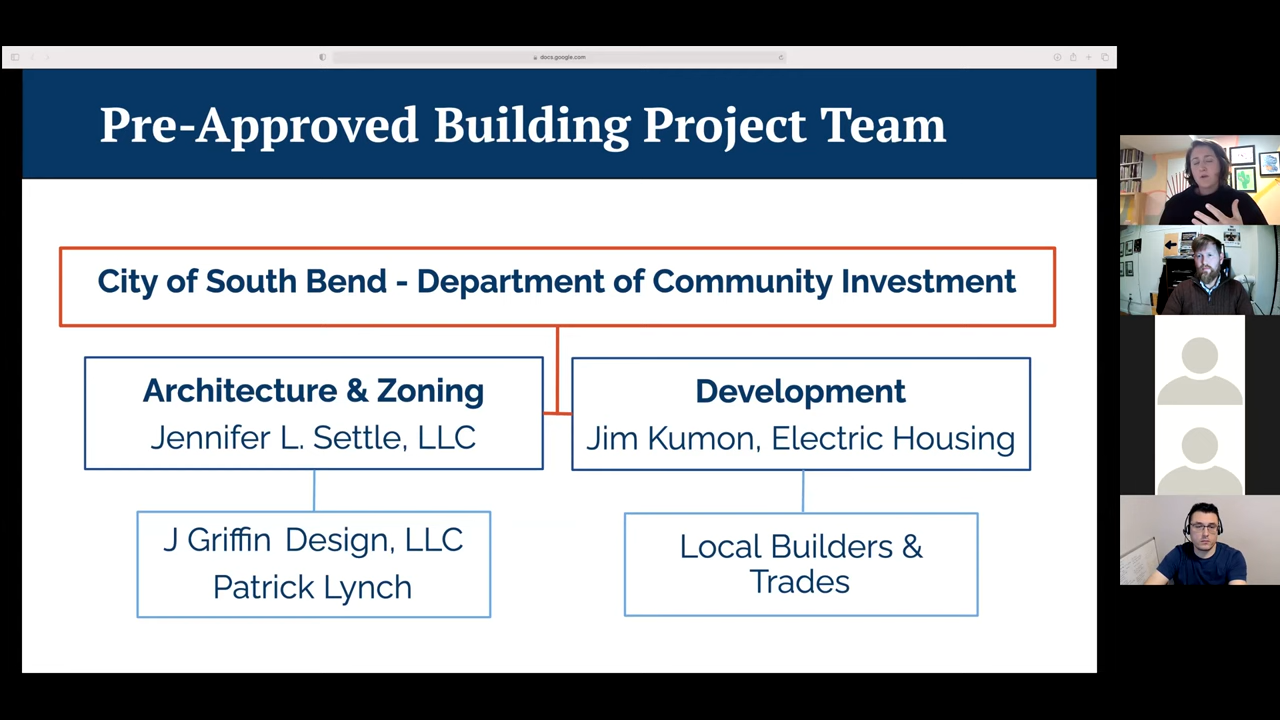 docs.google.com
Pre-Approved Building Project Team
City of South Bend - Department of Community Investment
Architecture & Zoning
Jennifer L. Settle, LLC
Development
Jim Kumon, Electric Housing
J Griffin Design, LLC
Patrick Lynch
Local Builders &
Trades